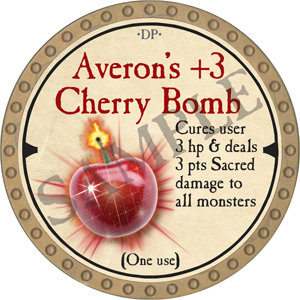 ·DP·
Averon's +3
Cherry Bomb
Cures user
3 hp & deals
3 pts Sacred
damage to
all monsters
(One use)
SAMPLE